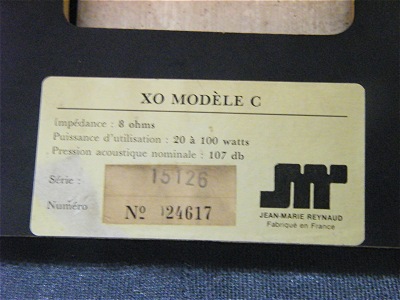 XO MODÈLE C
Impédance : 8 ohms
Puissance d'utilisation : 20 à 100 watts
Pression acoustique nominale : 107 db
Série : 15126
Numéro Nº 024617
JEAN-MARIE REYNAUD
Fabriqué en France